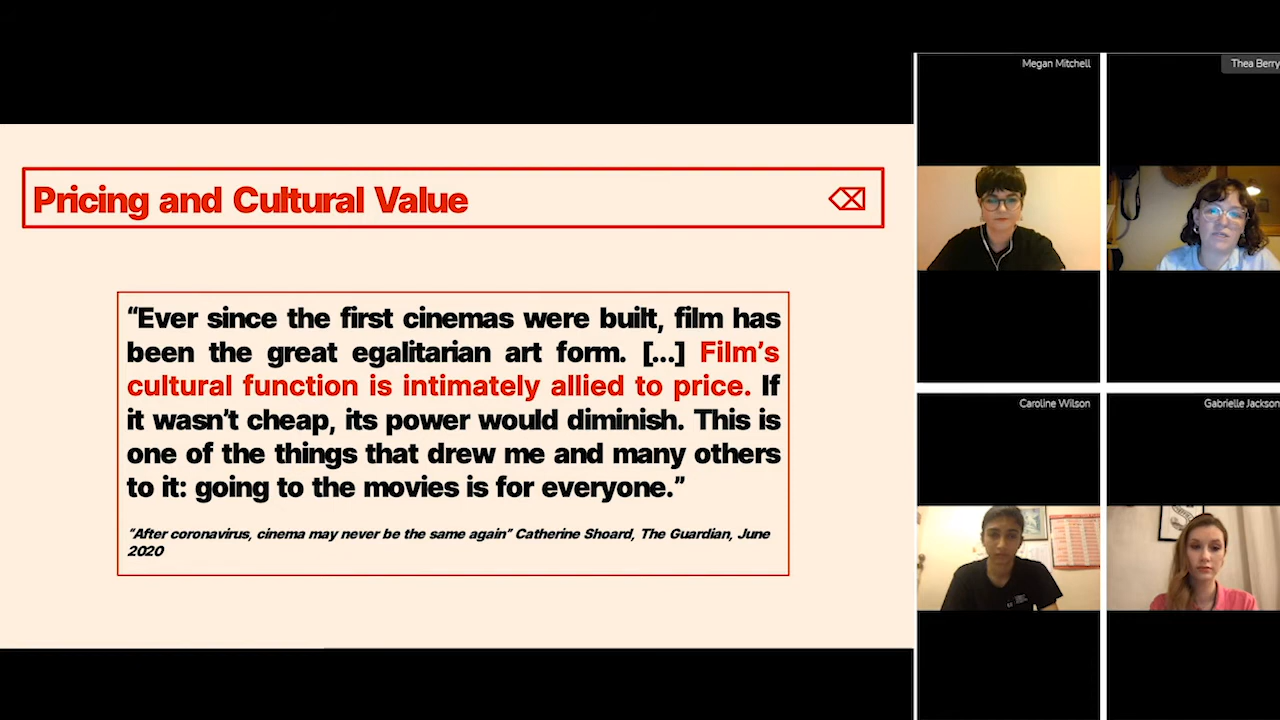 Pricing and Cultural Value
“Ever since the first cinemas were built, film has
been the great egalitarian art form. [...] Film’s
cultural function is intimately allied to price. If
it wasn’t cheap, its power would diminish. This is
one of the things that drew me and many others
to it: going to the movies is for everyone.”
“After coronavirus, cinema may never be the same again” Catherine Shoard, The Guardian, June
2020
Megan Mitchell
Thea Berry
Caroline Wilson
Gabrielle Jackson